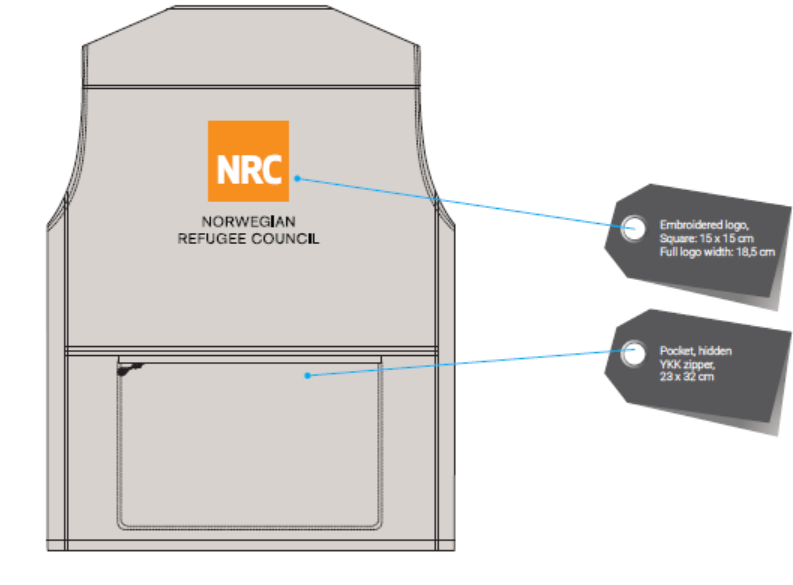 NRC
NORWEGIAN
REFUGEE COUNCIL
Embroidered logo,
Square: 15 x 15 cm
Full logo width: 18,5 cm
Pocket, hidden
YKK zipper,
23 x 32 cm